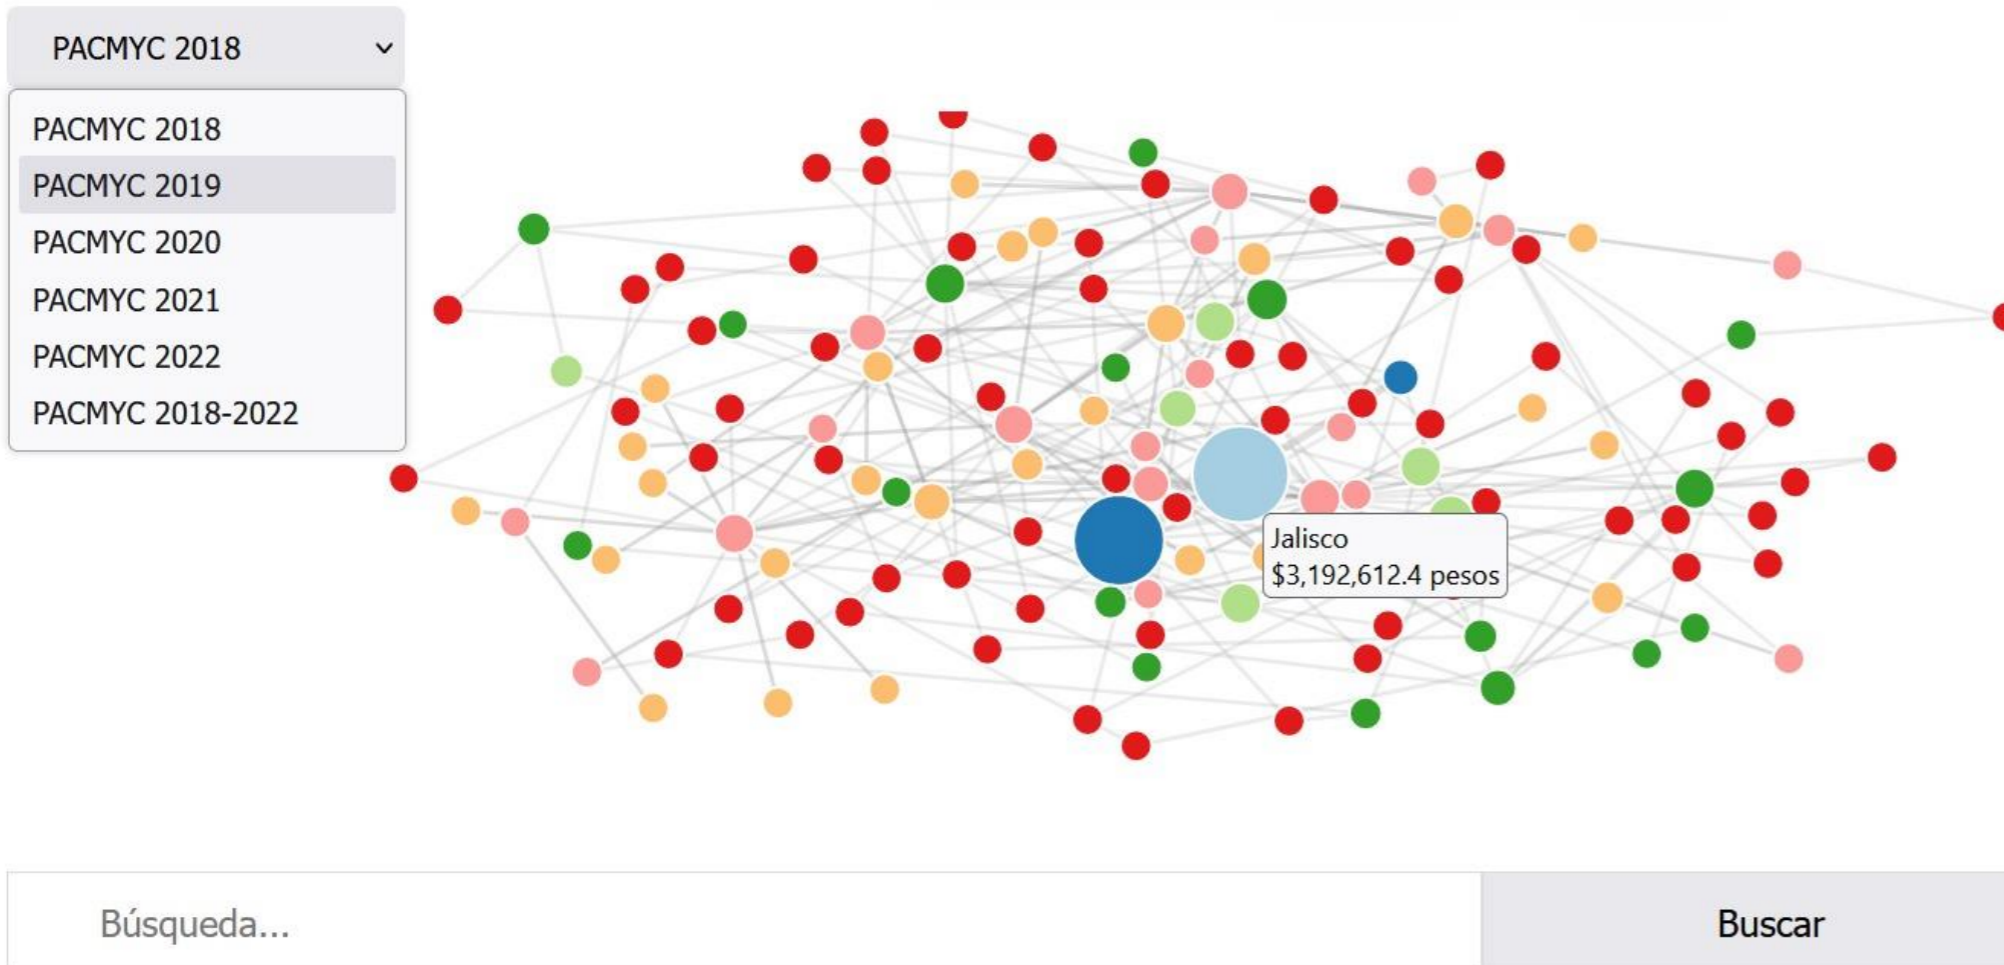 PACMYC 2018
PACMYC 2018
PACMYC 2019
PACMYC 2020
PACMYC 2021
PACMYC 2022
PACMYC 2018-2022
Jalisco
$3,192,612.4 pesos
Búsqueda...
Buscar